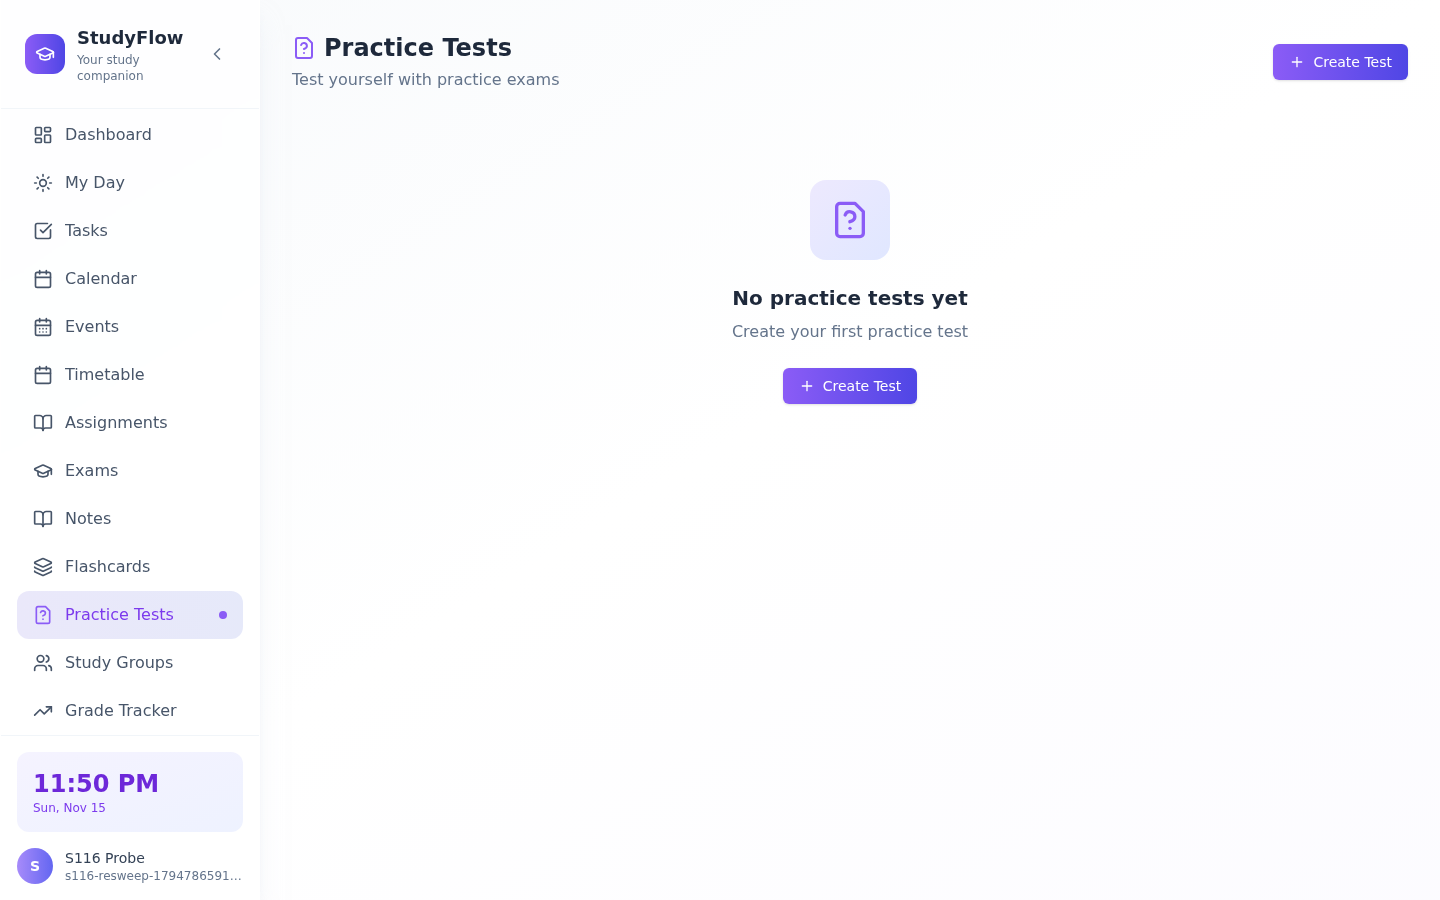 StudyFlow
Your study
companion
Dashboard
My Day
Tasks
Calendar
Events
Timetable
Assignments
Exams
Notes
Flashcards
Practice Tests
Study Groups
Grade Tracker
11:50 PM
Sun, Nov 15
S
S116 Probe
s116-resweep-1794786591...
Practice Tests
Test yourself with practice exams
Create Test
No practice tests yet
Create your first practice test
Create Test